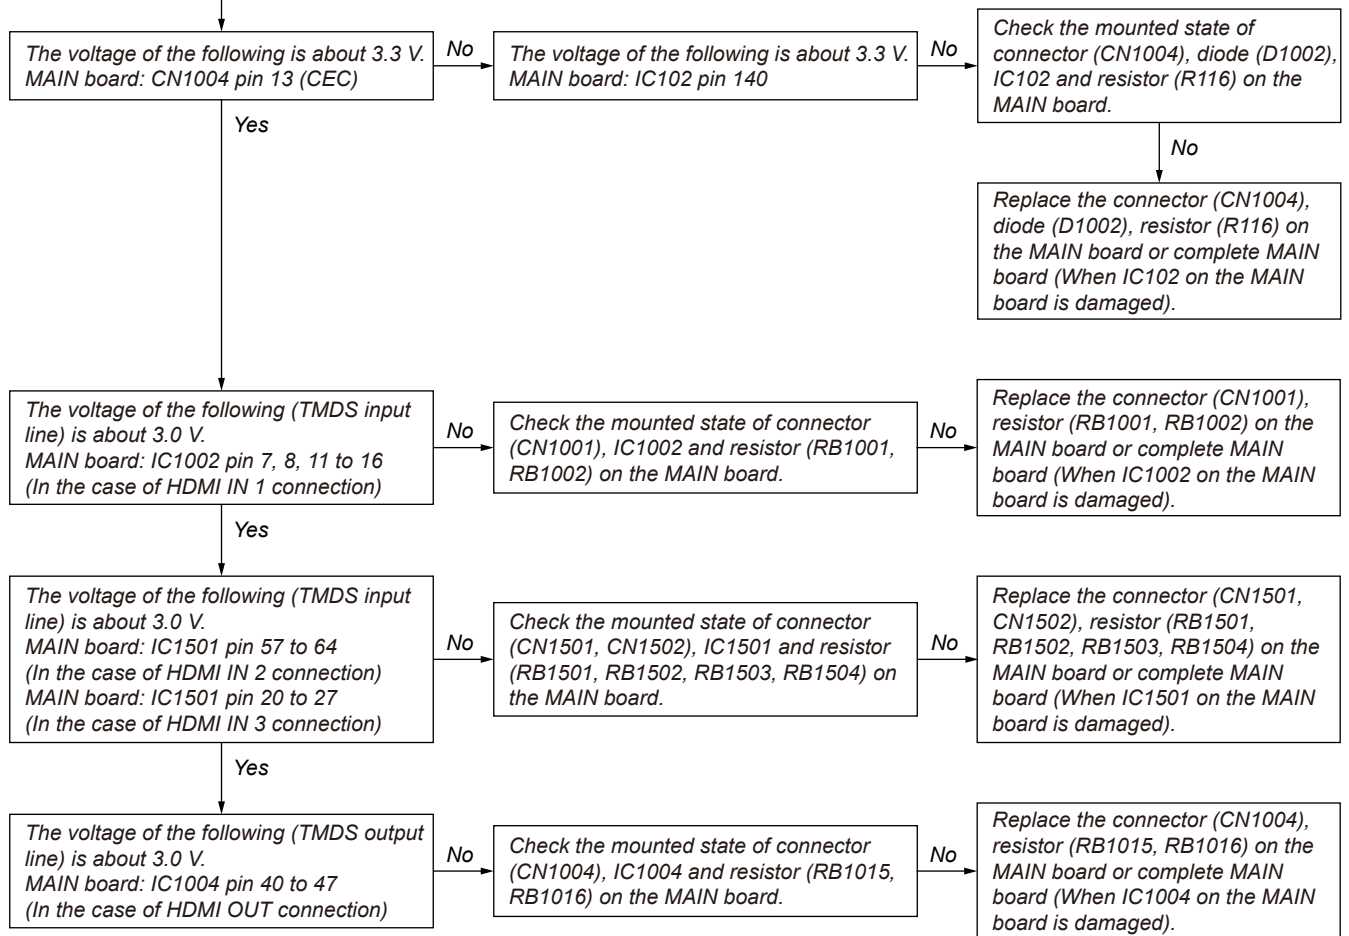 The voltage of the following is about 3.3 V.
MAIN board: CN1004 pin 13 (CEC)
No
The voltage of the following is about 3.3 V.
MAIN board: IC102 pin 140
No
Check the mounted state of
connector (CN1004), diode (D1002),
IC102 and resistor (R116) on the
MAIN board.
Yes
No
Replace the connector (CN1004),
diode (D1002), resistor (R116) on
the MAIN board or complete MAIN
board (When IC102 on the MAIN
board is damaged).
The voltage of the following (TMDS input
line) is about 3.0 V.
MAIN board: IC1002 pin 7, 8, 11 to 16
(In the case of HDMI IN 1 connection)
No
Check the mounted state of connector
(CN1001), IC1002 and resistor (RB1001,
RB1002) on the MAIN board.
No
Replace the connector (CN1001),
resistor (RB1001, RB1002) on the
MAIN board or complete MAIN
board (When IC1002 on the MAIN
board is damaged).
Yes
The voltage of the following (TMDS input
line) is about 3.0 V.
MAIN board: IC1501 pin 57 to 64
(In the case of HDMI IN 2 connection)
MAIN board: IC1501 pin 20 to 27
(In the case of HDMI IN 3 connection)
No
Check the mounted state of connector
(CN1501, CN1502), IC1501 and resistor
(RB1501, RB1502, RB1503, RB1504) on
the MAIN board.
No
Replace the connector (CN1501,
CN1502), resistor (RB1501,
RB1502, RB1503, RB1504) on the
MAIN board or complete MAIN
board (When IC1501 on the MAIN
board is damaged).
Yes
The voltage of the following (TMDS output
line) is about 3.0 V.
MAIN board: IC1004 pin 40 to 47
(In the case of HDMI OUT connection)
No
Check the mounted state of connector
(CN1004), IC1004 and resistor (RB1015,
RB1016) on the MAIN board.
No
Replace the connector (CN1004),
resistor (RB1015, RB1016) on the
MAIN board or complete MAIN
board (When IC1004 on the MAIN
board is damaged).